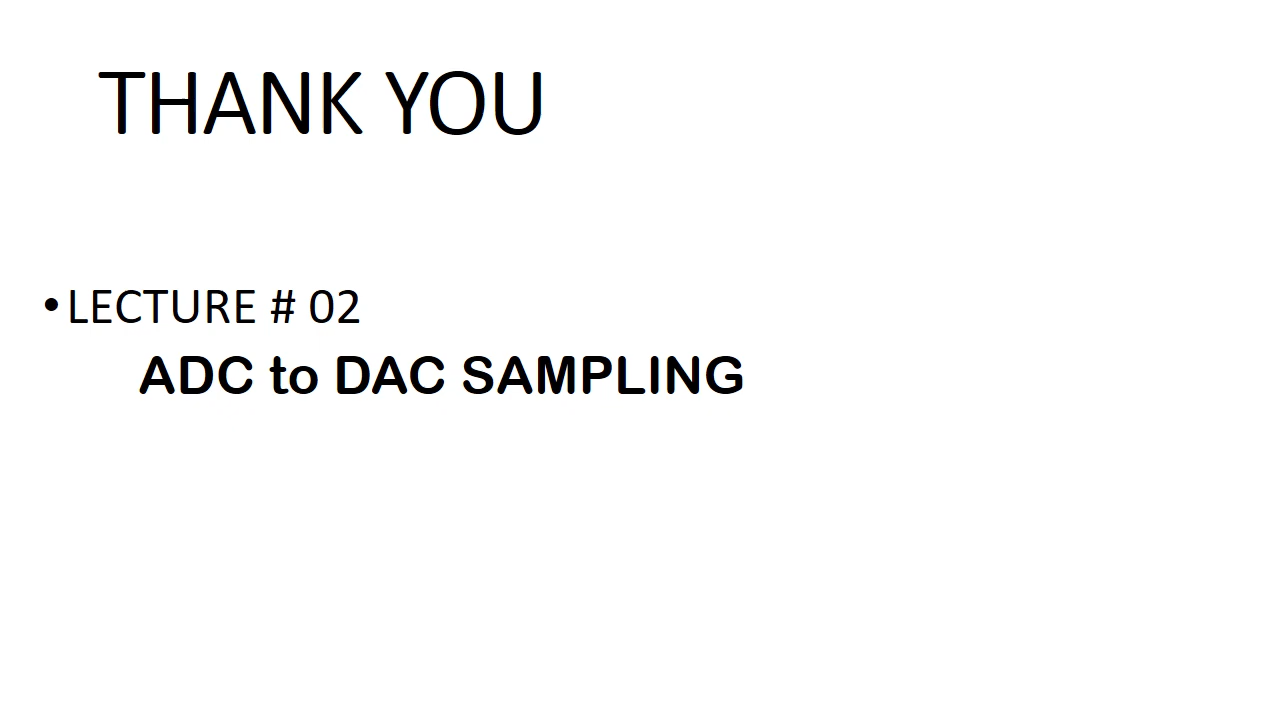 THANK YOU
• LECTURE # 02
ADC to DAC SAMPLING